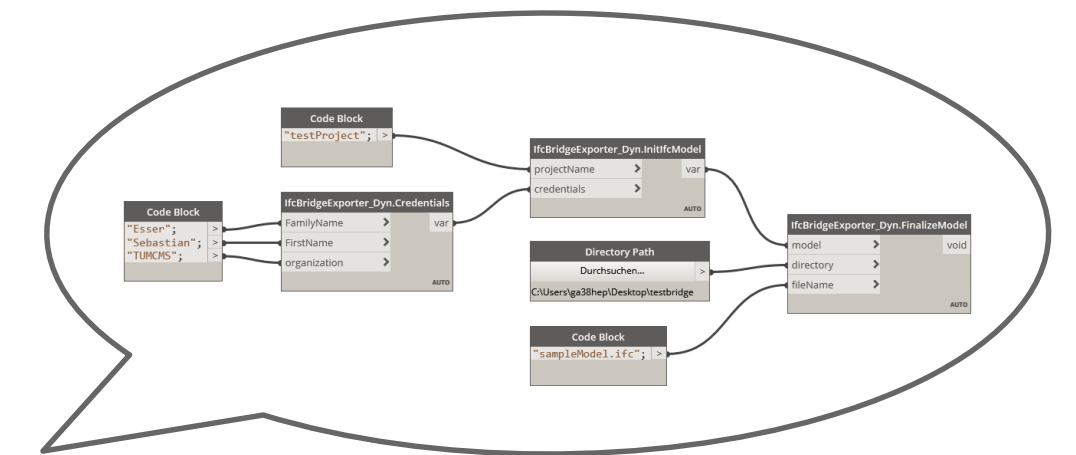 Code Block
"testProject"; >
IfcBridgeExporter_Dyn.InitIfcModel
projectName > var
credentials >
AUTO
Code Block
"Esser"; >
"Sebastian"; >
"TUMCMS"; >
IfcBridgeExporter_Dyn.Credentials
FamilyName > var
FirstName >
organization >
AUTO
Directory Path
Durchsuchen... >
C:\Users\ga38hep\Desktop\testbridge
IfcBridgeExporter_Dyn.FinalizeModel
model > void
directory >
fileName >
AUTO
Code Block
"sampleModel.ifc"; >